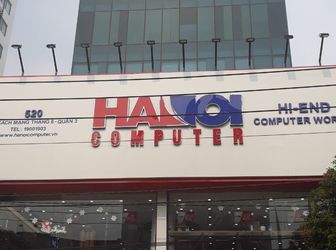 520
CÁCH MẠNG THÁNG 8 - QUẬN 3
TEL : 19001903
www.hanoicomputer.vn
HANOI
COMPUTER
HI-END
COMPUTER WOR